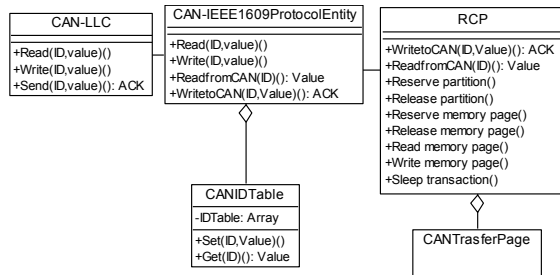 CAN-LLC
+Read(ID,value)()
+Write(ID,value)()
+Send(ID,value)(): ACK
CAN-IEEE1609ProtocolEntity
+Read(ID,value)()
+Write(ID,value)()
+ReadfromCAN(ID)(): Value
+WritetoCAN(ID,Value)(): ACK
RCP
+WritetoCAN(ID,Value)(): ACK
+ReadfromCAN(ID)(): Value
+Reserve partition()
+Release partition()
+Reserve memory page()
+Release memory page()
+Read memory page()
+Write memory page()
+Sleep transaction()
CANIDTable
-IDTable: Array
+Set(ID,Value)()
+Get(ID)(): Value
CANTrasferPage